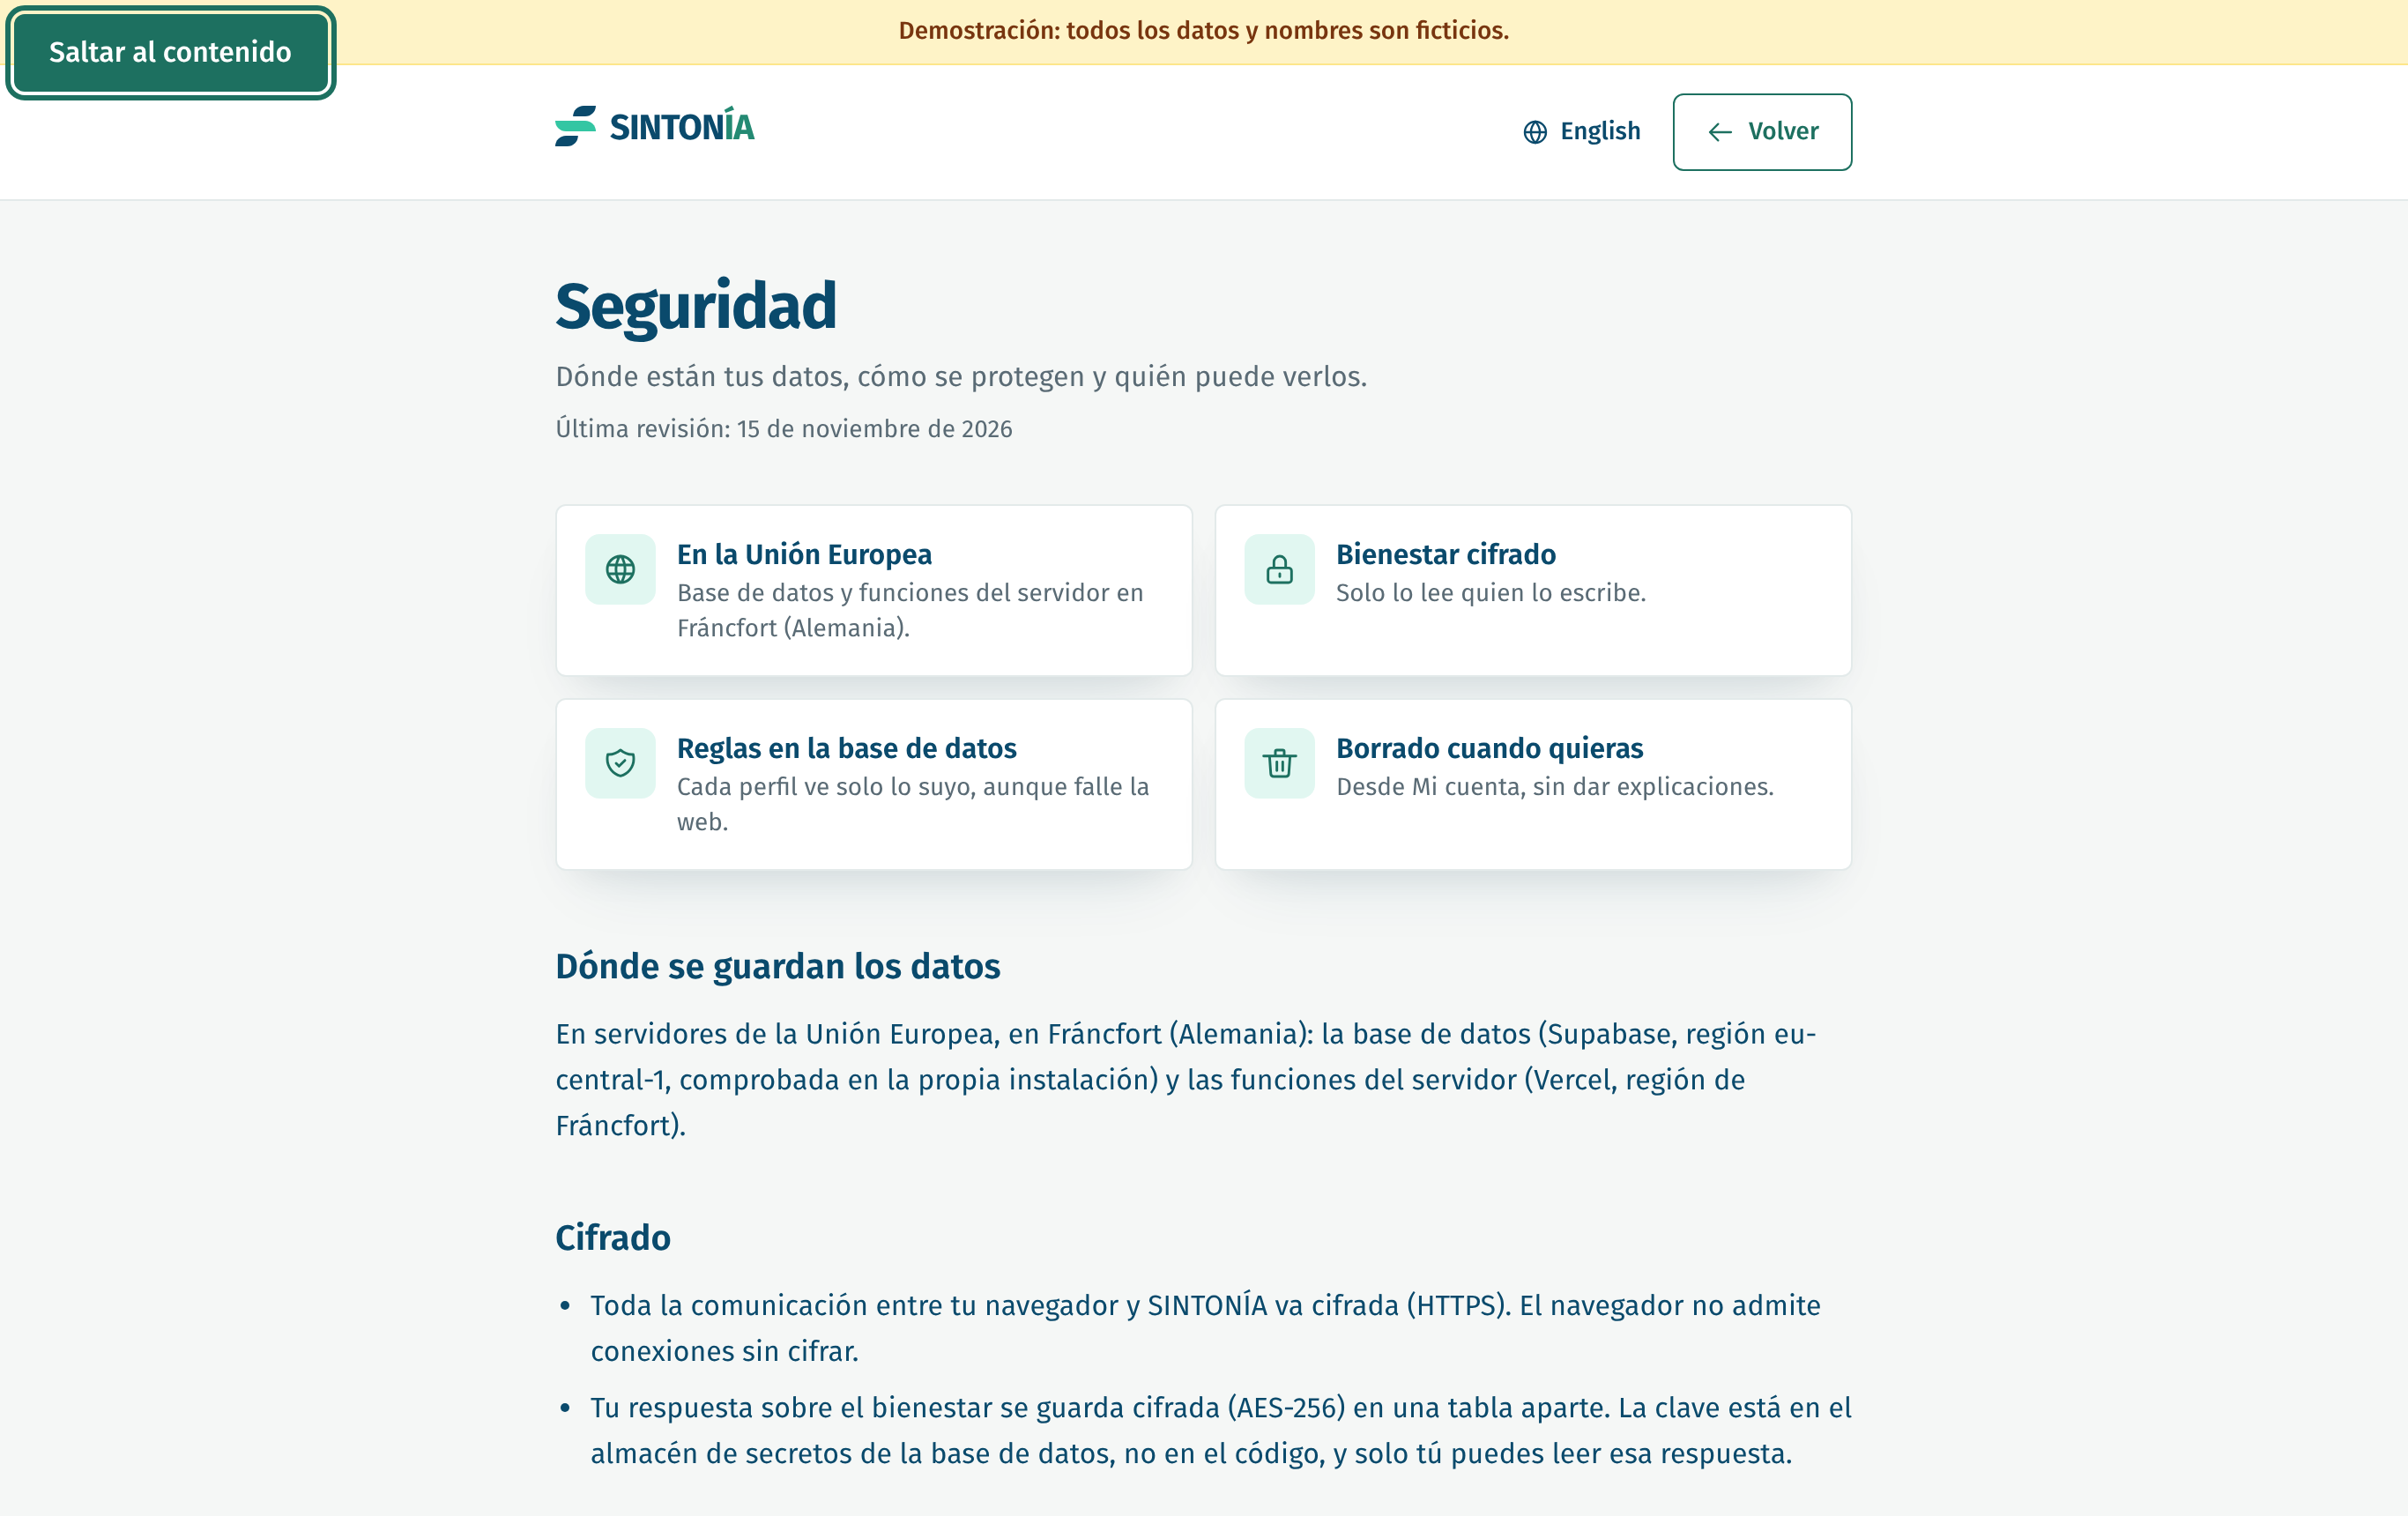 Saltar al contenido
Demostración: todos los datos y nombres son ficticios.
SINTONÍA
English
Volver
Seguridad
Dónde están tus datos, cómo se protegen y quién puede verlos.
Última revisión: 15 de noviembre de 2026
En la Unión Europea
Base de datos y funciones del servidor en
Fráncfort (Alemania).
Bienestar cifrado
Solo lo lee quien lo escribe.
Reglas en la base de datos
Cada perfil ve solo lo suyo, aunque falle la
web.
Borrado cuando quieras
Desde Mi cuenta, sin dar explicaciones.
Dónde se guardan los datos
En servidores de la Unión Europea, en Fráncfort (Alemania): la base de datos (Supabase, región eu-
central-1, comprobada en la propia instalación) y las funciones del servidor (Vercel, región de
Fráncfort).
Cifrado
• Toda la comunicación entre tu navegador y SINTONÍA va cifrada (HTTPS). El navegador no admite
conexiones sin cifrar.
• Tu respuesta sobre el bienestar se guarda cifrada (AES-256) en una tabla aparte. La clave está en el
almacén de secretos de la base de datos, no en el código, y solo tú puedes leer esa respuesta.